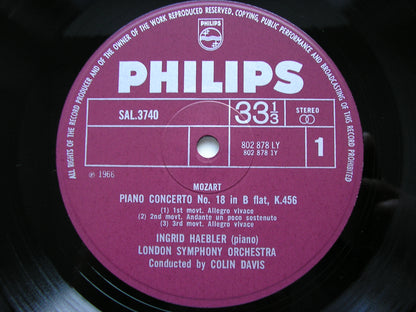 ALL RIGHTS OF THE RECORD PRODUCER AND OF THE OWNER OF THE WORK REPRODUCED RESERVED. COPYING, PUBLIC PERFORMANCE AND BROADCASTING OF THIS RECORD PROHIBITED
PHILIPS
PHILIPS
SAL.3740
33 1/3
STEREO
802 878 LY
802 878 1Y
1
℗ 1966
MOZART
PIANO CONCERTO No. 18 in B flat, K.456
(1) 1st movt. Allegro vivace
(2) 2nd movt. Andante un poco sostenuto
(3) 3rd movt. Allegro vivace
INGRID HAEBLER (piano)
LONDON SYMPHONY ORCHESTRA
Conducted by COLIN DAVIS